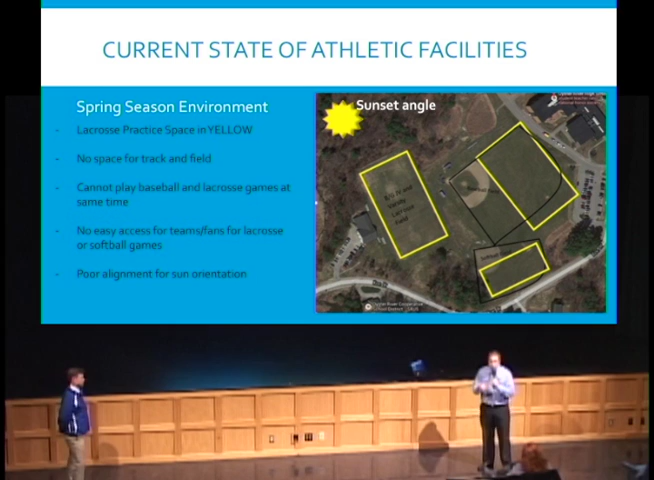 CURRENT STATE OF ATHLETIC FACILITIES
Spring Season Environment
- Lacrosse Practice Space in YELLOW
- No space for track and field
- Cannot play baseball and lacrosse games at
same time
- No easy access for teams/fans for lacrosse
or softball games
- Poor alignment for sun orientation
Sunset angle
Lacrosse
Field